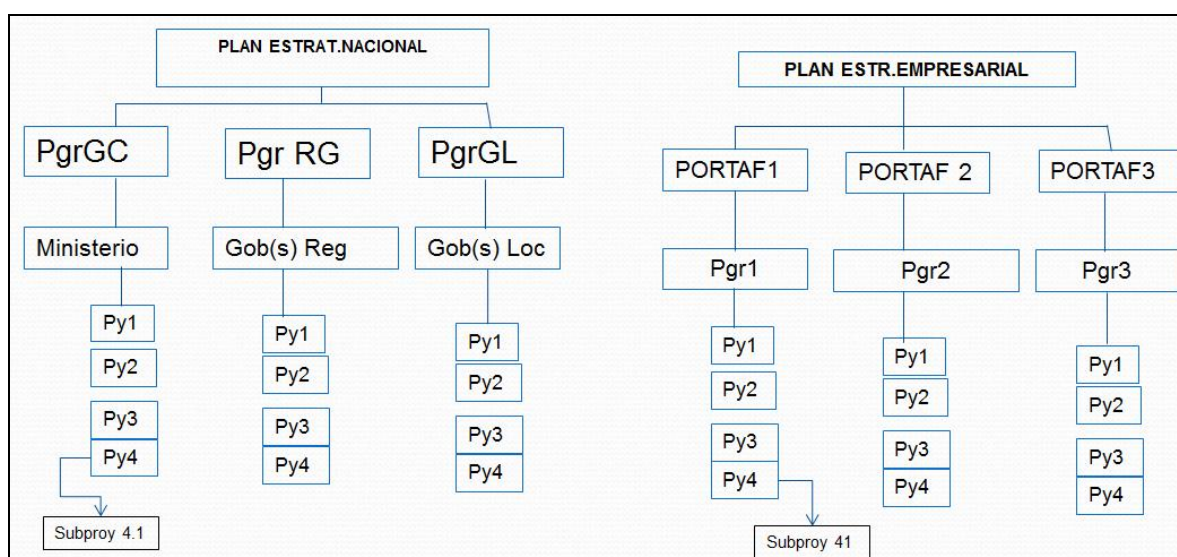 PLAN ESTRAT.NACIONAL
PgrGC
Pgr RG
PgrGL
Ministerio
Gob(s) Reg
Gob(s) Loc
Py1
Py2
Py3
Py4
Subproy 4.1
Py1
Py2
Py3
Py4
Py1
Py2
Py3
Py4
PLAN ESTR.EMPRESARIAL
PORTAF1
PORTAF 2
PORTAF3
Pgr1
Pgr2
Pgr3
Py1
Py2
Py3
Py4
Subproy 41
Py1
Py2
Py3
Py4
Py1
Py2
Py3
Py4